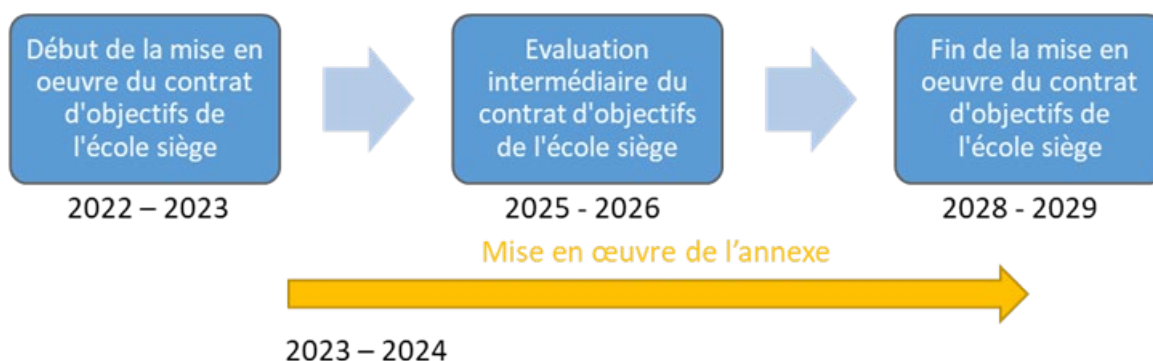 Début de la mise en
oeuvre du contrat
d'objectifs de
l'école siège
2022 – 2023
Evaluation
intermédiaire du
contrat d'objectifs
de l'école siège
2025 - 2026
Fin de la mise en
oeuvre du contrat
d'objectifs de
l'école siège
2028 - 2029
Mise en œuvre de l'annexe
2023 – 2024